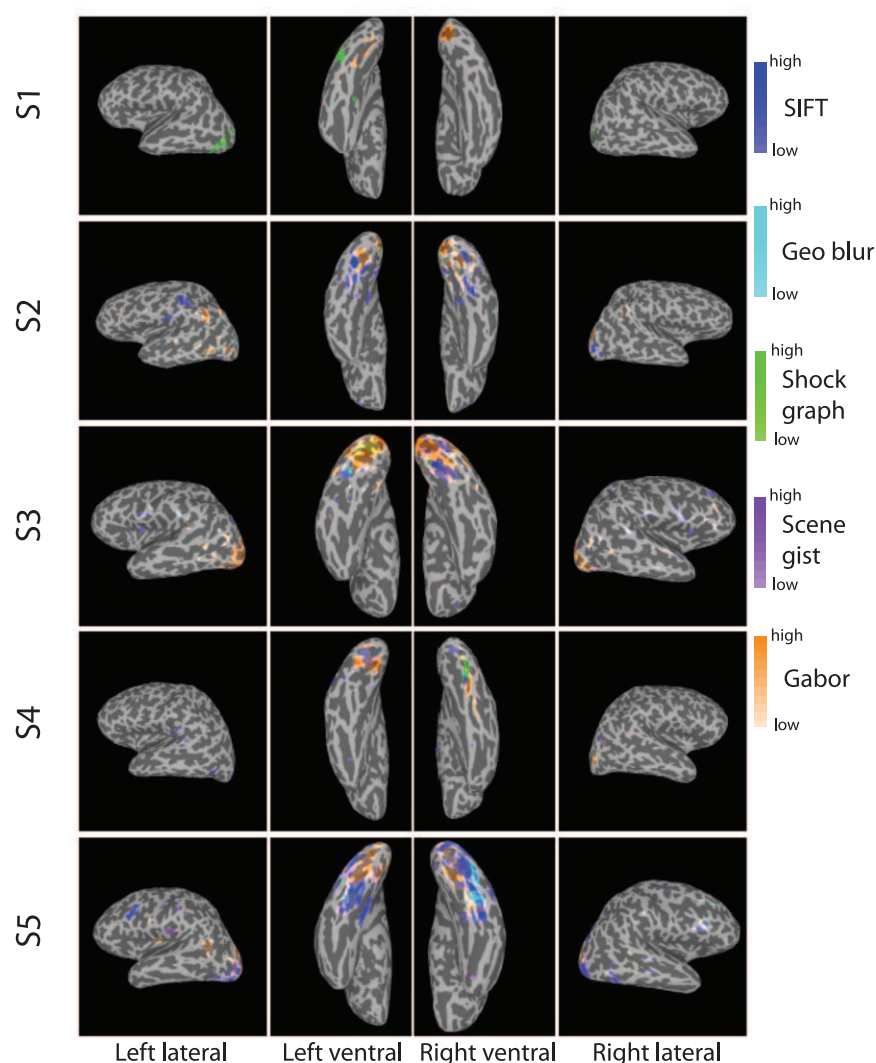 S1
S2
S3
S4
S5
high
SIFT
low
high
Geo blur
low
high
Shock
graph
low
high
Scene
gist
low
high
Gabor
low
Left lateral
Left ventral
Right ventral
Right lateral